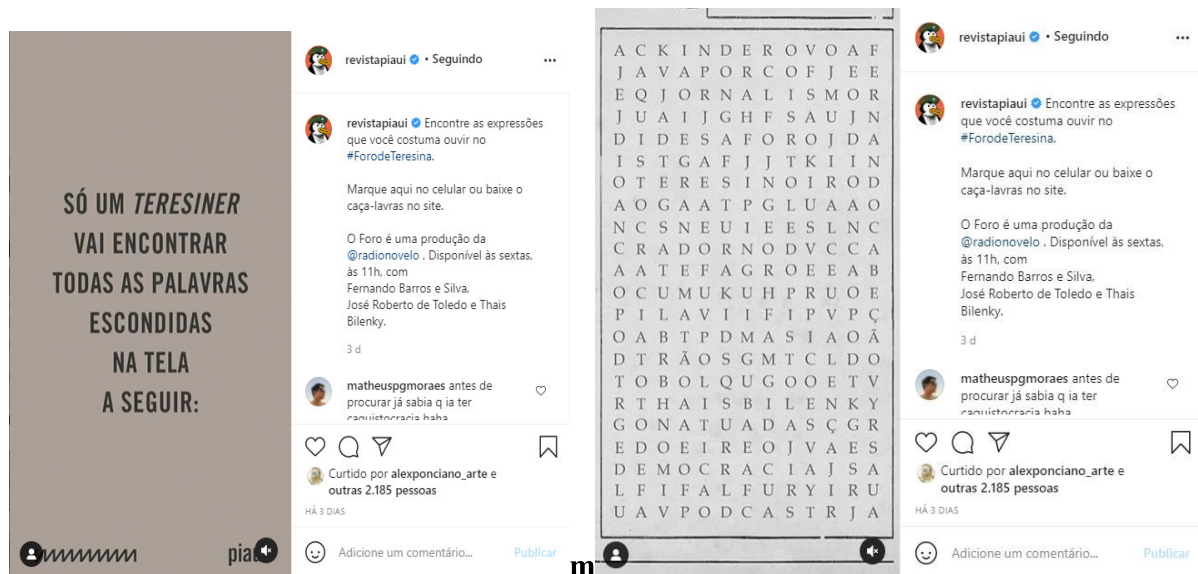 SÓ UM TERESINER
VAI ENCONTRAR
TODAS AS PALAVRAS
ESCONDIDAS
NA TELA
A SEGUIR:
revistapiaui • Seguindo
revistapiaui Encontre as expressões
que você costuma ouvir no
#ForodeTeresina.
Marque aqui no celular ou baixe o
caça-lavras no site.
O Foro é uma produção da
@radionovelo . Disponível às sextas,
às 11h, com
Fernando Barros e Silva,
José Roberto de Toledo e Thais
Bilenky.
3 d
matheuspgmoraes antes de
procurar já sabia q ia ter
caquistocracia haha
Curtido por alexponciano_arte e
outras 2.185 pessoas
HÁ 3 DIAS
Adicione um comentário... Publicar
m
A C K I N D E R O V O A F
J A V A P O R C O F J E E
E Q J O R N A L I S M O R
J U A I J G H F S A U J N
D I D E S A F O R O J D A
I S T G A F J J T K I I N
O T E R E S I N O I R O D
A O G A A T P G L U A A O
N C S N E U I E E S L N C
C R A D O R N O D V C C A
A A T E F A G R O E E A B
O C U M U K U H P R U O E
P I L A V I I F I P V P Ç
O A B T P D M A S I A O Ã
D T R Ã O S G M T C L D O
T O B O L Q U G O O E T V
R T H A I S B I L E N K Y
G O N A T U A D A S Ç G R
E D O E I R E O J V A E S
D E M O C R A C I A J S A
L F I F A L F U R Y I R U
U A V P O D C A S T R J A
revistapiaui • Seguindo
revistapiaui Encontre as expressões
que você costuma ouvir no
#ForodeTeresina.
Marque aqui no celular ou baixe o
caça-lavras no site.
O Foro é uma produção da
@radionovelo . Disponível às sextas,
às 11h, com
Fernando Barros e Silva,
José Roberto de Toledo e Thais
Bilenky.
3 d
matheuspgmoraes antes de
procurar já sabia q ia ter
caquistocracia haha
Curtido por alexponciano_arte e
outras 2.185 pessoas
HÁ 3 DIAS
Adicione um comentário... Publicar